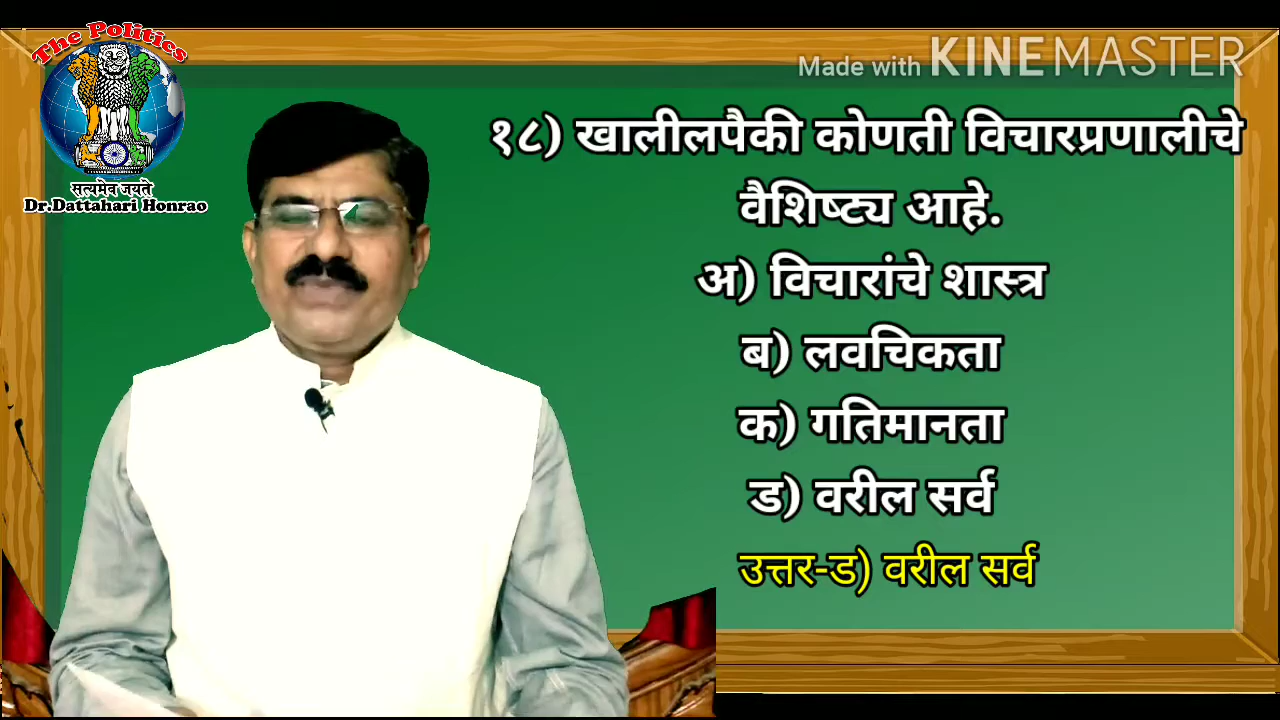 The Politics
सत्यमेव जयते
Dr.Dattahari Honrao
Made with KINEMASTER
१८) खालीलपैकी कोणती विचारप्रणालीचे
वैशिष्ट्य आहे.
अ) विचारांचे शास्त्र
ब) लवचिकता
क) गतिमानता
ड) वरील सर्व
उत्तर-ड) वरील सर्व